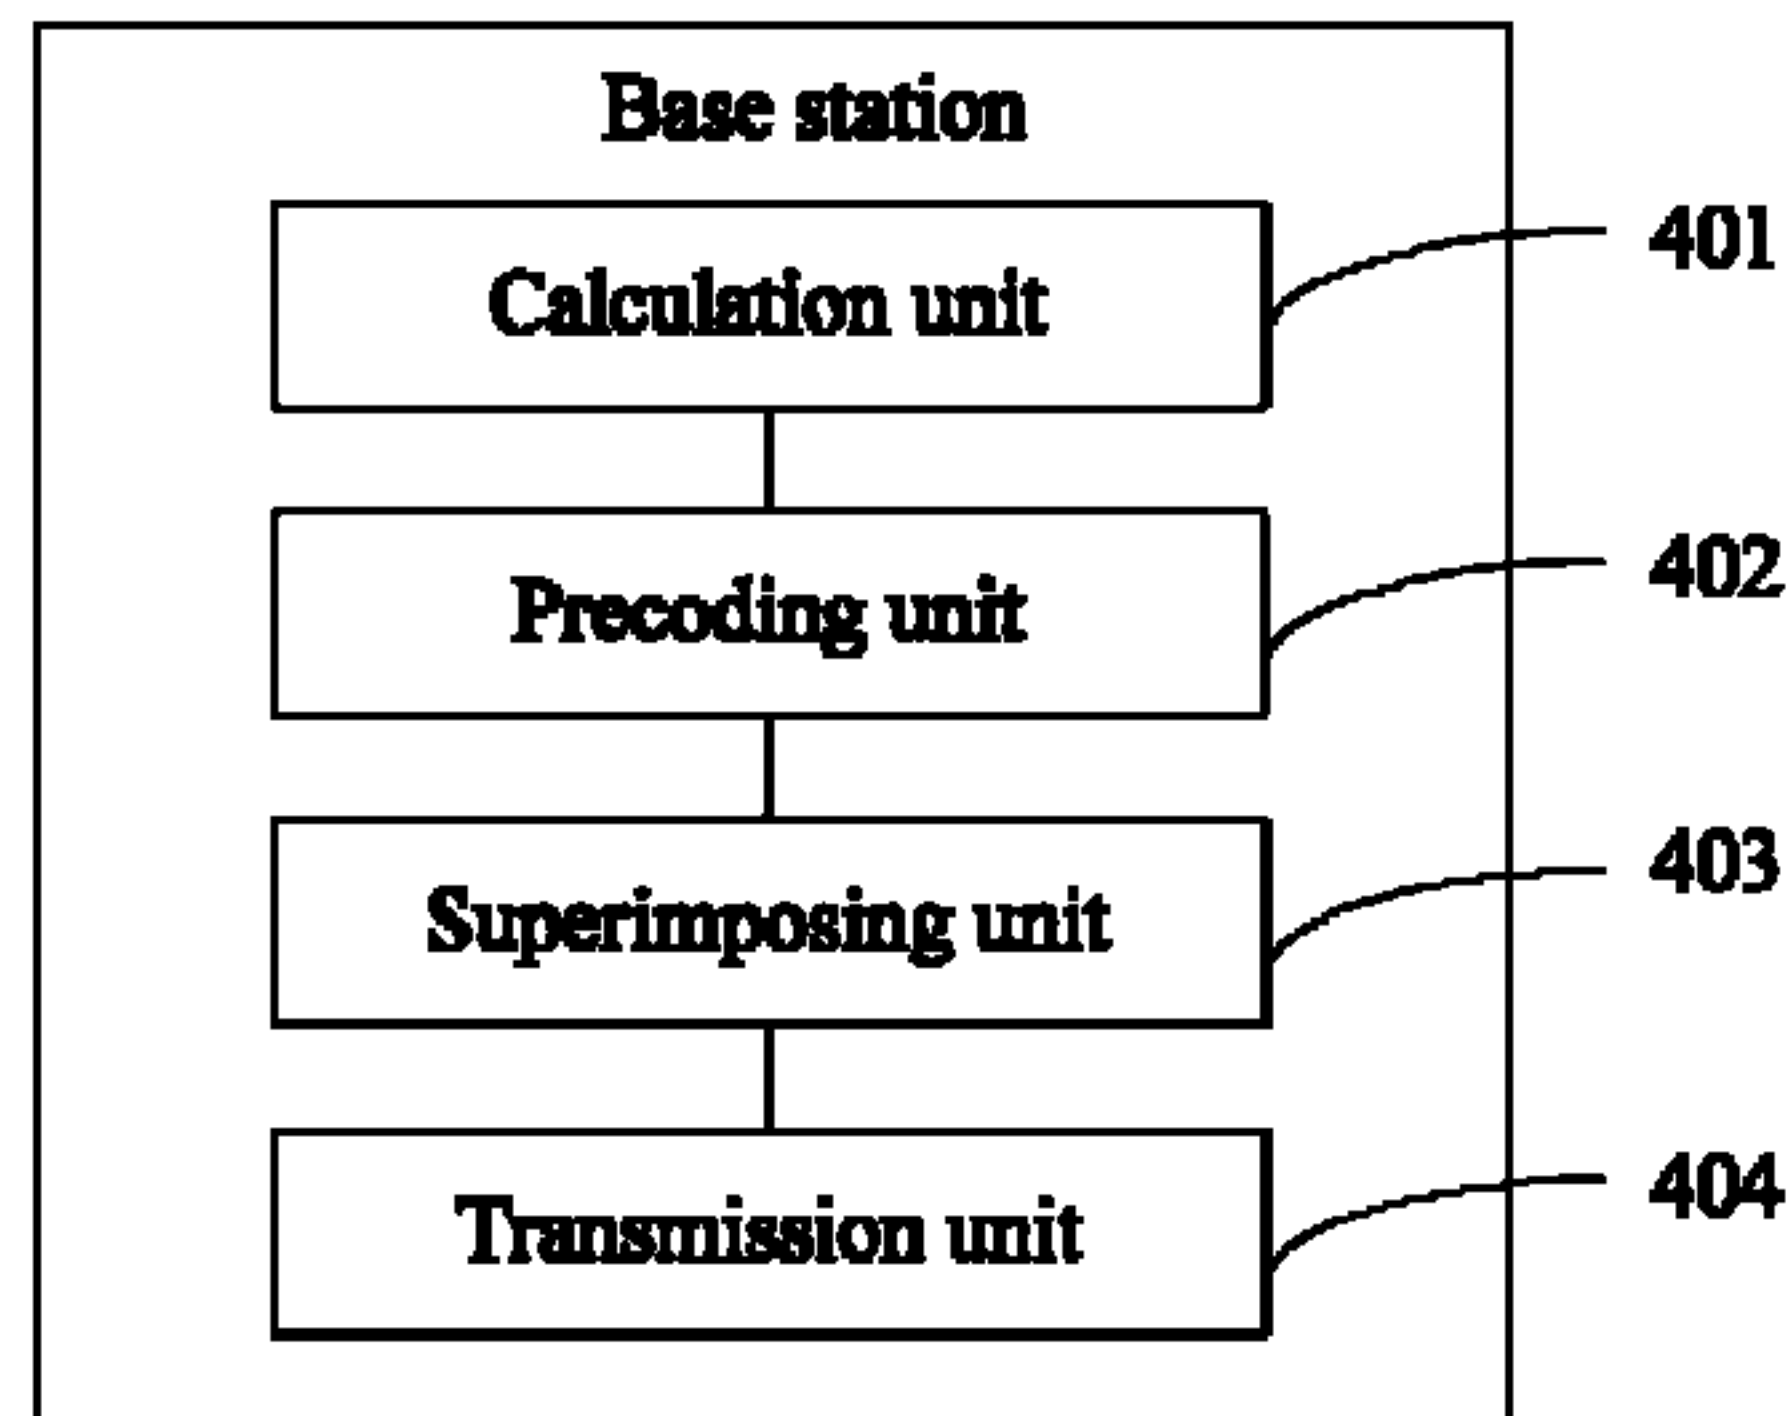 Base station
Calculation unit
401
Precoding unit
402
Superimposing unit
403
Transmission unit
404